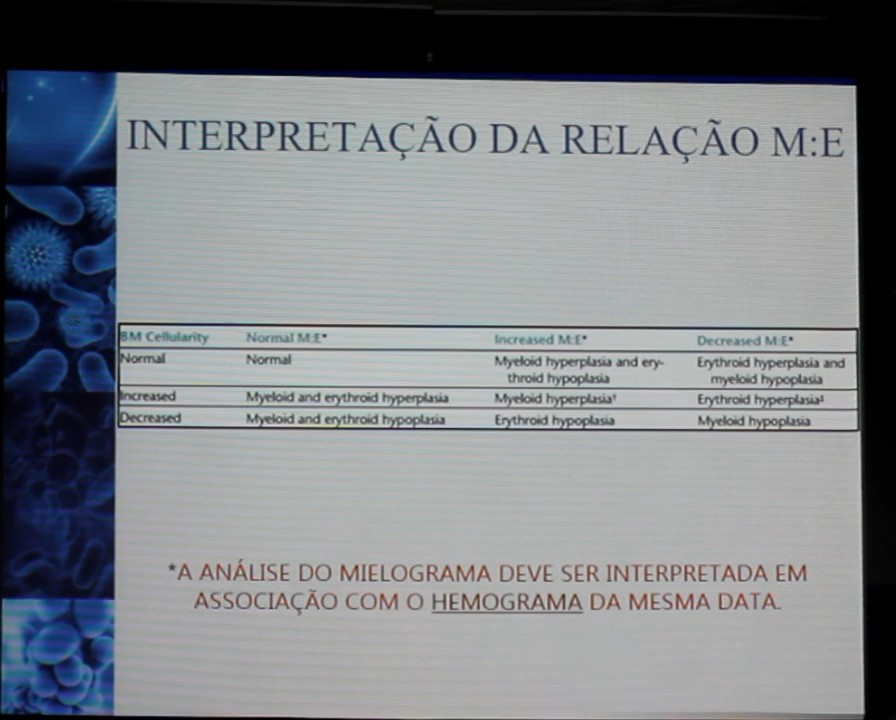 INTERPRETAÇÃO DA RELAÇÃO M:E
BM Cellularity Normal M:E* Increased M:E* Decreased M:E*
Normal Normal Myeloid hyperplasia and ery- Erythroid hyperplasia and
throid hypoplasia myeloid hypoplasia
Increased Myeloid and erythroid hyperplasia Myeloid hyperplasia† Erythroid hyperplasia‡
Decreased Myeloid and erythroid hypoplasia Erythroid hypoplasia Myeloid hypoplasia
*A ANÁLISE DO MIELOGRAMA DEVE SER INTERPRETADA EM
ASSOCIAÇÃO COM O HEMOGRAMA DA MESMA DATA.